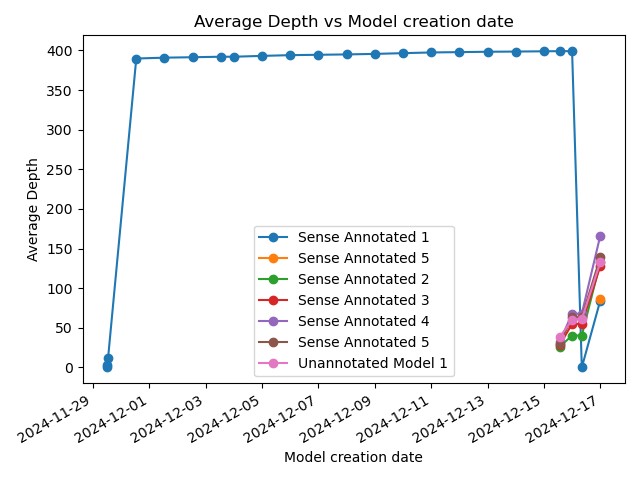 Average Depth vs Model creation date
400
350
300
250
200
150
100
50
0
Average Depth
Sense Annotated 1
Sense Annotated 5
Sense Annotated 2
Sense Annotated 3
Sense Annotated 4
Sense Annotated 5
Unannotated Model 1
2024-11-29
2024-12-01
2024-12-03
2024-12-05
2024-12-07
2024-12-09
2024-12-11
2024-12-13
2024-12-15
2024-12-17
Model creation date